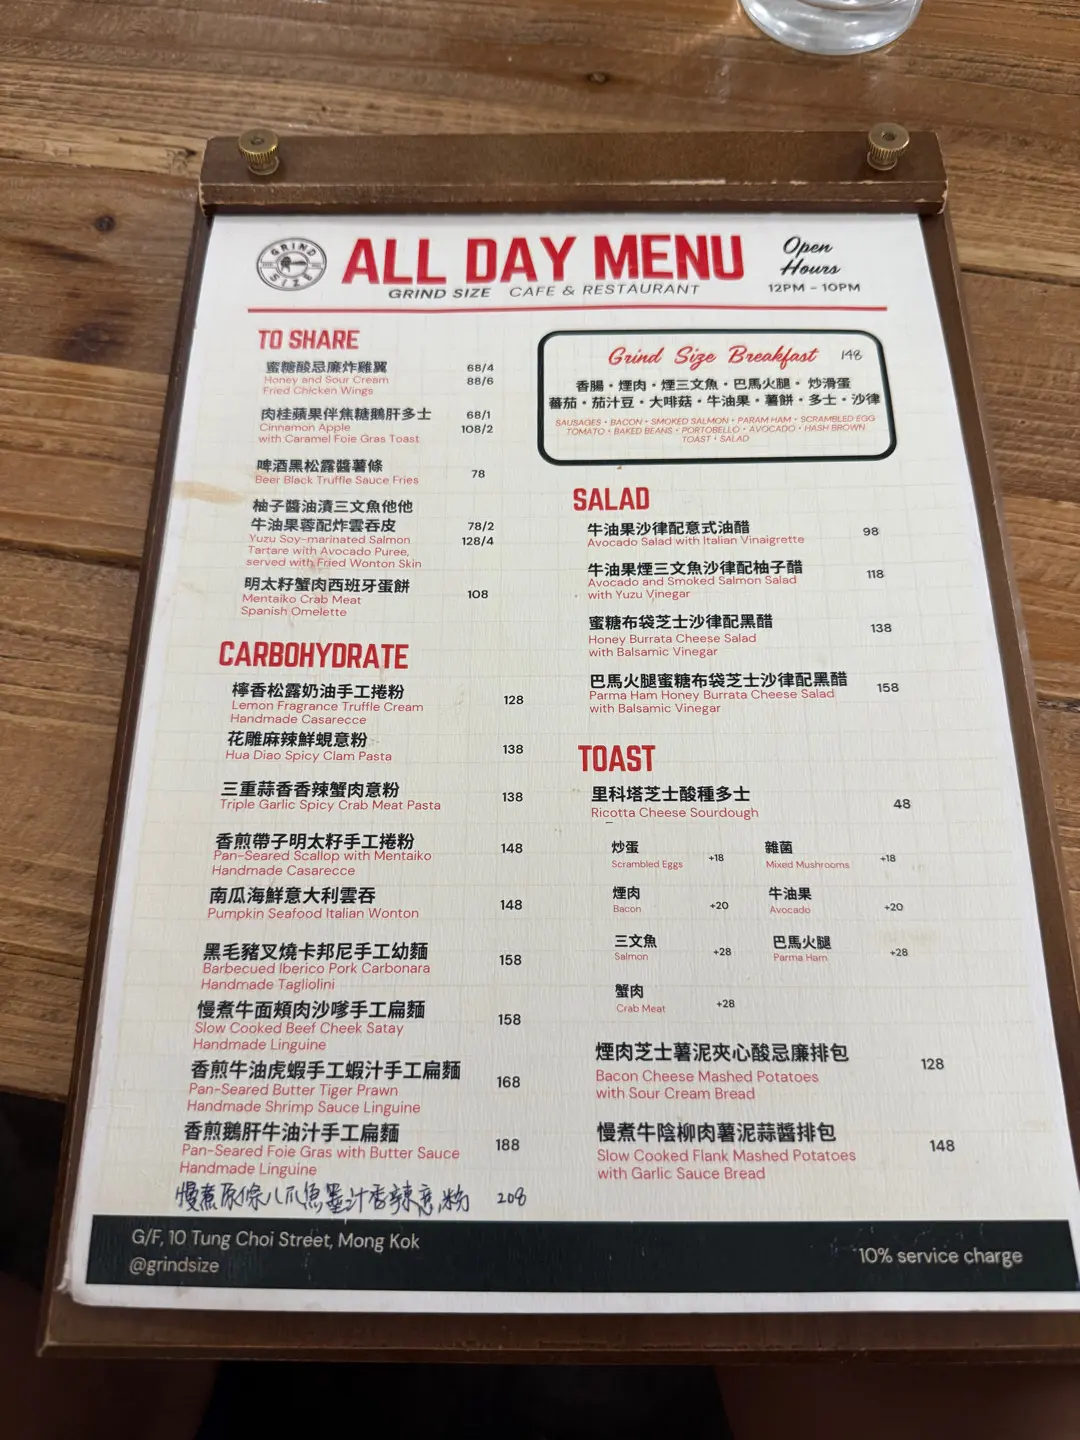 GRIND
SIZE
ALL DAY MENU
GRIND SIZE CAFE & RESTAURANT
Open
Hours
12PM - 10PM
TO SHARE
蜜糖酸忌廉炸雞翼 68/4
Honey and Sour Cream 88/6
Fried Chicken Wings
肉桂蘋果伴焦糖鵝肝多士 68/1
Cinnamon Apple 108/2
with Caramel Foie Gras Toast
啤酒黑松露醬薯條
Beer Black Truffle Sauce Fries 78
柚子醬油漬三文魚他他
牛油果蓉配炸雲吞皮 78/2
Yuzu Soy-marinated Salmon 128/4
Tartare with Avocado Puree,
served with Fried Wonton Skin
明太籽蟹肉西班牙蛋餅 108
Mentaiko Crab Meat
Spanish Omelette
CARBOHYDRATE
檸香松露奶油手工捲粉 128
Lemon Fragrance Truffle Cream
Handmade Casarecce
花雕麻辣鮮蜆意粉 138
Hua Diao Spicy Clam Pasta
三重蒜香香辣蟹肉意粉 138
Triple Garlic Spicy Crab Meat Pasta
香煎帶子明太籽手工捲粉 148
Pan-Seared Scallop with Mentaiko
Handmade Casarecce
南瓜海鮮意大利雲吞 148
Pumpkin Seafood Italian Wonton
黑毛豬叉燒卡邦尼手工幼麵 158
Barbecued Iberico Pork Carbonara
Handmade Tagliolini
慢煮牛面頰肉沙嗲手工扁麵 158
Slow Cooked Beef Cheek Satay
Handmade Linguine
香煎牛油虎蝦手工蝦汁手工扁麵 168
Pan-Seared Butter Tiger Prawn
Handmade Shrimp Sauce Linguine
香煎鵝肝牛油汁手工扁麵 188
Pan-Seared Foie Gras with Butter Sauce
Handmade Linguine
慢煮原條八爪魚墨汁香辣意粉 208
Grind Size Breakfast 148
香腸・煙肉・煙三文魚・巴馬火腿・炒滑蛋
蕃茄・茄汁豆・大啡菇・牛油果・薯餅・多士・沙律
SAUSAGES • BACON • SMOKED SALMON • PARAM HAM • SCRAMBLED EGG
TOMATO • BAKED BEANS • PORTOBELLO • AVOCADO • HASH BROWN
TOAST • SALAD
SALAD
牛油果沙律配意式油醋 98
Avocado Salad with Italian Vinaigrette
牛油果煙三文魚沙律配柚子醋 118
Avocado and Smoked Salmon Salad
with Yuzu Vinegar
蜜糖布袋芝士沙律配黑醋 138
Honey Burrata Cheese Salad
with Balsamic Vinegar
巴馬火腿蜜糖布袋芝士沙律配黑醋 158
Parma Ham Honey Burrata Cheese Salad
with Balsamic Vinegar
TOAST
里科塔芝士酸種多士 48
Ricotta Cheese Sourdough
炒蛋 雜菌
Scrambled Eggs +18 Mixed Mushrooms +18
煙肉 牛油果
Bacon +20 Avocado +20
三文魚 巴馬火腿
Salmon +28 Parma Ham +28
蟹肉
Crab Meat +28
煙肉芝士薯泥夾心酸忌廉排包 128
Bacon Cheese Mashed Potatoes
with Sour Cream Bread
慢煮牛陰柳肉薯泥蒜醬排包 148
Slow Cooked Flank Mashed Potatoes
with Garlic Sauce Bread
G/F, 10 Tung Choi Street, Mong Kok
@grindsize
10% service charge